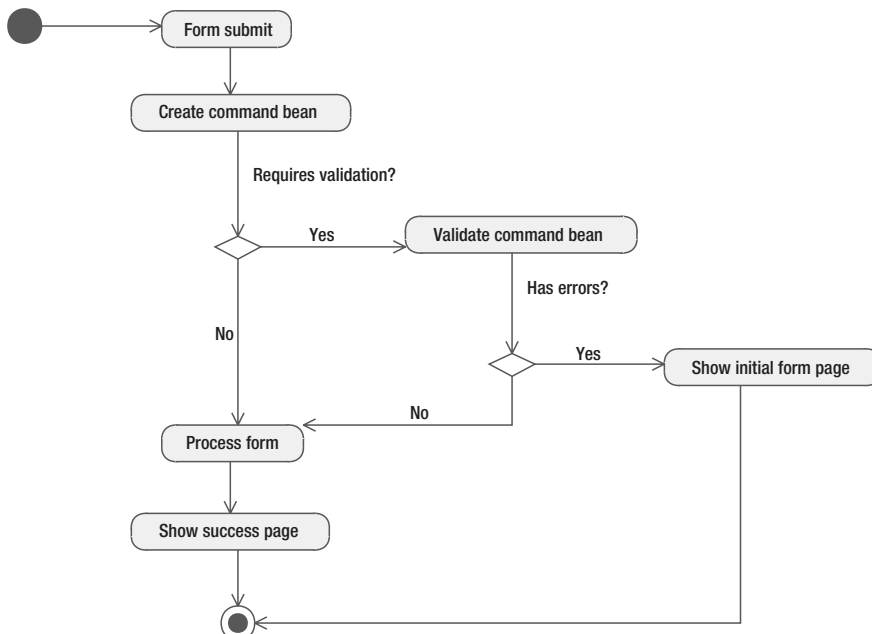 Form submit
Create command bean
Requires validation?
Yes
Validate command bean
Has errors?
No
Yes
Show initial form page
No
Process form
Show success page